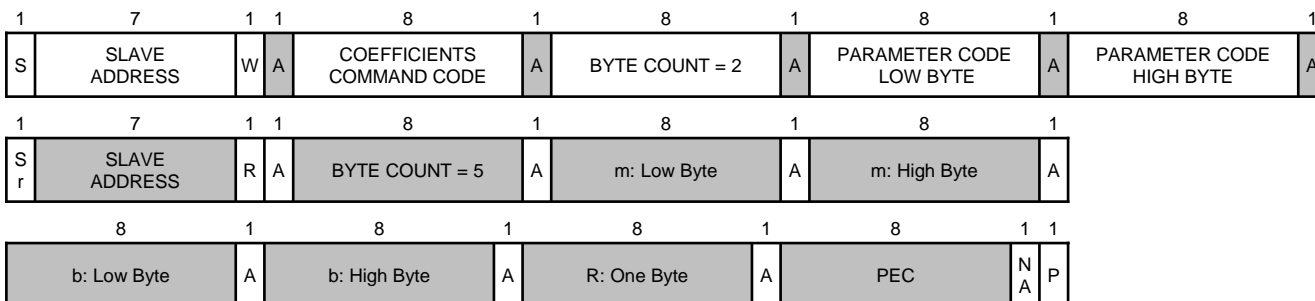 1 7 1 1 8 1 8 1 8 1 8 1
S SLAVE ADDRESS W A COEFFICIENTS COMMAND CODE A BYTE COUNT = 2 A PARAMETER CODE LOW BYTE A PARAMETER CODE HIGH BYTE A
1 7 1 1 8 1 8 1 8 1
Sr SLAVE ADDRESS R A BYTE COUNT = 5 A m: Low Byte A m: High Byte A
8 1 8 1 8 1 8 1 1
b: Low Byte A b: High Byte A R: One Byte A PEC NA P